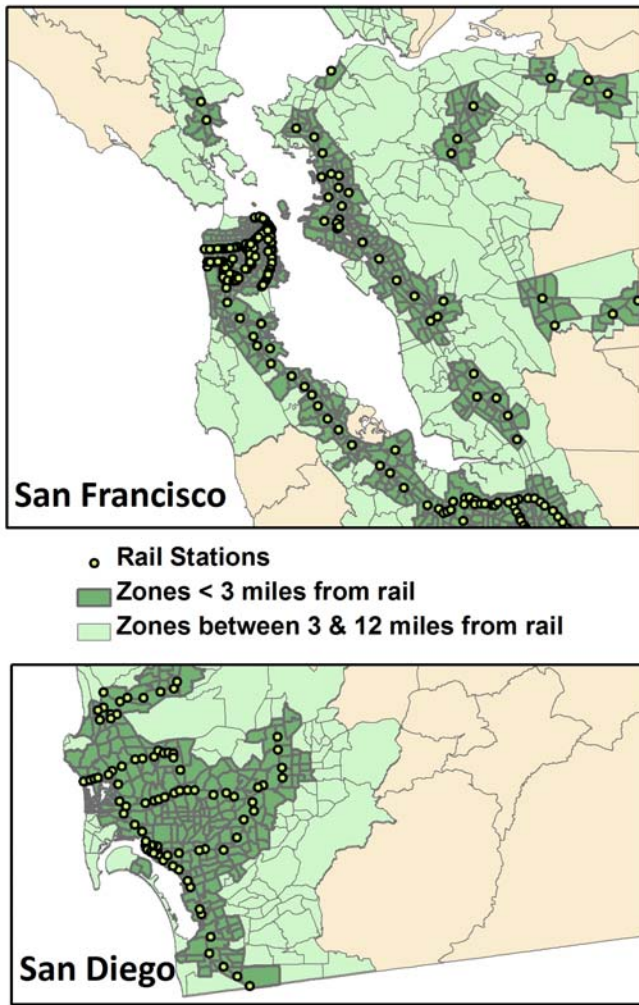 San Francisco
Rail Stations
Zones < 3 miles from rail
Zones between 3 & 12 miles from rail
San Diego